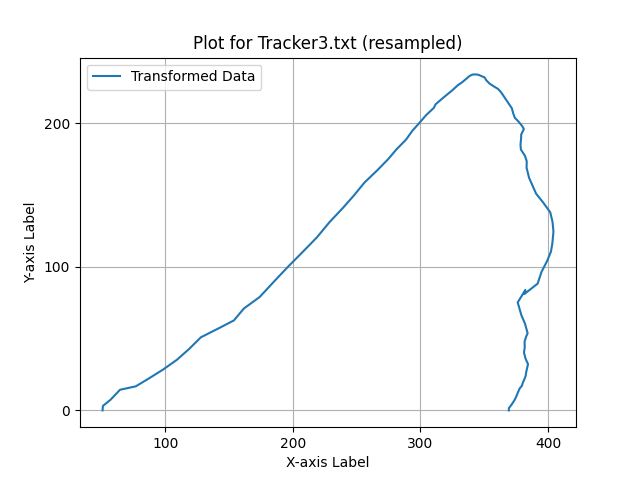 Plot for Tracker3.txt (resampled)
Transformed Data
200
100
0
Y-axis Label
100 200 300 400
X-axis Label